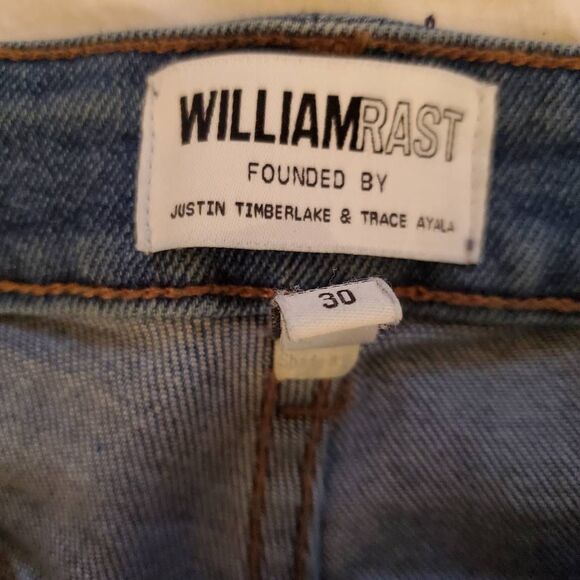 WILLIAMRAST
FOUNDED BY
JUSTIN TIMBERLAKE & TRACE AYALA
30